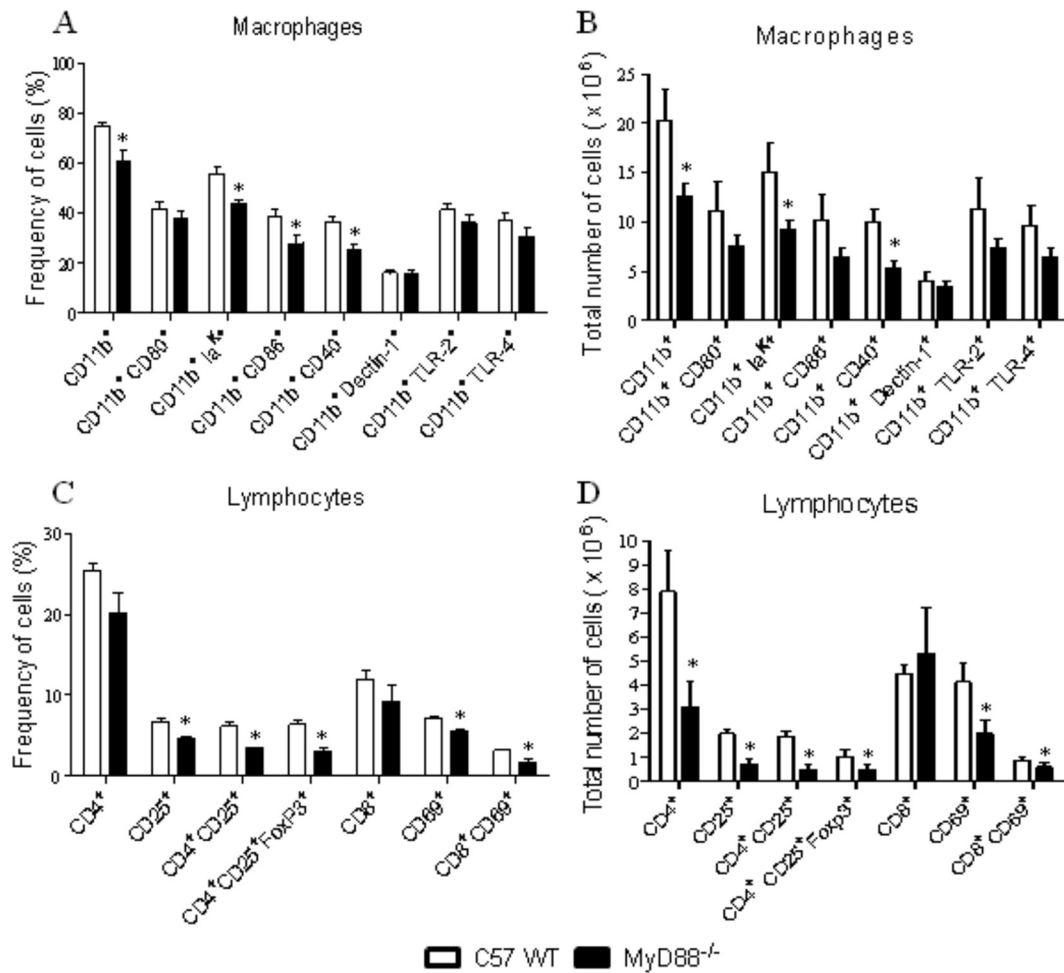 A
Macrophages
Frequency of cells (%)
100
80
60
40
20
0
* * * *
CD11b+
CD11b+ CD80+
CD11b+ IaK+
CD11b+ CD86+
CD11b+ CD40+
CD11b+ Dectin-1+
CD11b+ TLR-2+
CD11b+ TLR-4+
B
Macrophages
Total number of cells ( x 10⁶)
25
20
15
10
5
0
* * *
CD11b+
CD11b+ CD80+
CD11b+ IaK+
CD11b+ CD86+
CD11b+ CD40+
CD11b+ Dectin-1+
CD11b+ TLR-2+
CD11b+ TLR-4+
C
Lymphocytes
Frequency of cells (%)
30
20
10
0
* * * * *
CD4+
CD25+
CD4+CD25+
CD4+CD25+FoxP3+
CD8+
CD69+
CD8+CD69+
D
Lymphocytes
Total number of cells ( x 10⁶)
10
9
8
7
6
5
4
3
2
1
0
* * * * * *
CD4+
CD25+
CD4+ CD25+
CD4+ CD25+Foxp3+
CD8+
CD69+
CD8+ CD69+
C57 WT
MyD88⁻/⁻